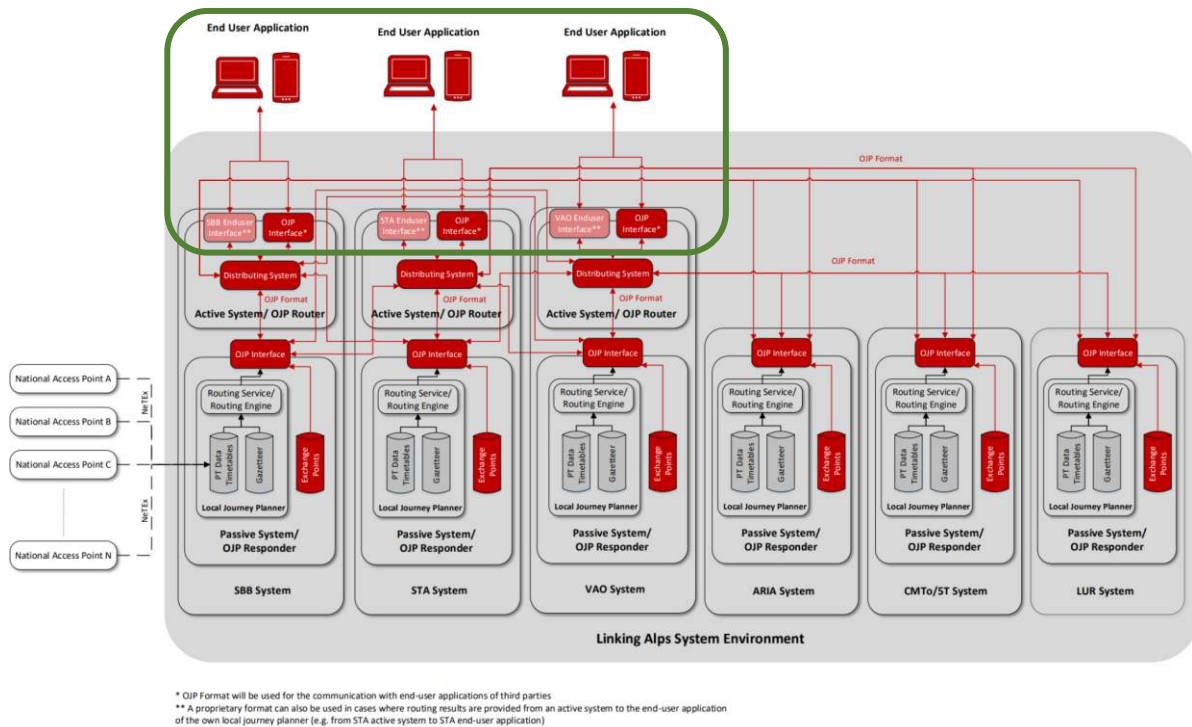 End User Application
End User Application
End User Application
OJP Format
SBB Enduser
Interface**
OJP
Interface*
STA Enduser
Interface**
OJP
Interface*
VAO Enduser
Interface**
OJP
Interface*
Distributing System
Distributing System
Distributing System
OJP Format
OJP Format
OJP Format
OJP Format
Active System/ OJP Router
Active System/ OJP Router
Active System/ OJP Router
OJP Interface
OJP Interface
OJP Interface
OJP Interface
OJP Interface
OJP Interface
National Access Point A
National Access Point B
National Access Point C
National Access Point N
NeTEx
NeTEx
Routing Service/
Routing Engine
PT Data
Timetables
Gazetteer
Exchange
Points
Local Journey Planner
Passive System/
OJP Responder
SBB System
Routing Service/
Routing Engine
PT Data
Timetables
Gazetteer
Exchange
Points
Local Journey Planner
Passive System/
OJP Responder
STA System
Routing Service/
Routing Engine
PT Data
Timetables
Gazetteer
Exchange
Points
Local Journey Planner
Passive System/
OJP Responder
VAO System
Routing Service/
Routing Engine
PT Data
Timetables
Gazetteer
Exchange
Points
Local Journey Planner
Passive System/
OJP Responder
ARIA System
Routing Service/
Routing Engine
PT Data
Timetables
Gazetteer
Exchange
Points
Local Journey Planner
Passive System/
OJP Responder
CMTo/5T System
Routing Service/
Routing Engine
PT Data
Timetables
Gazetteer
Exchange
Points
Local Journey Planner
Passive System/
OJP Responder
LUR System
Linking Alps System Environment
* OJP Format will be used for the communication with end-user applications of third parties
** A proprietary format can also be used in cases where routing results are provided from an active system to the end-user application
of the own local journey planner (e.g. from STA active system to STA end-user application)